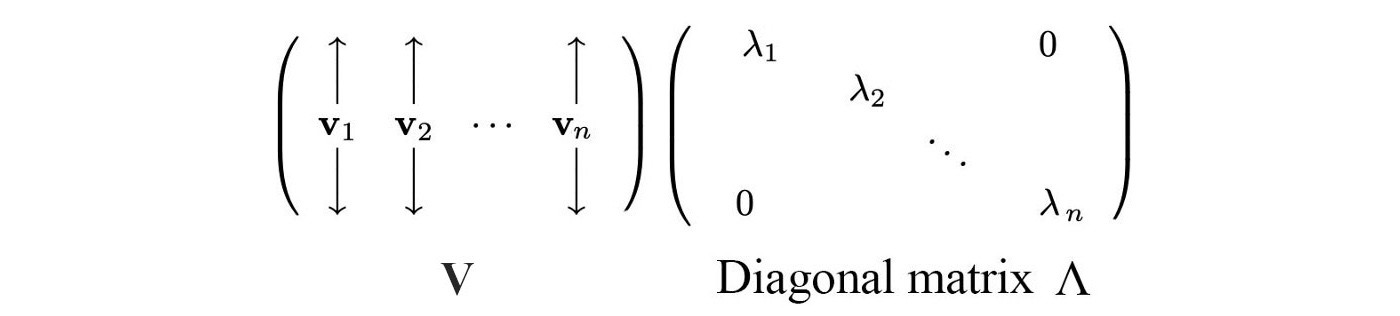 λ₁ 0
λ₂
v₁ v₂ ⋯ vₙ
⋱
0 λₙ
V Diagonal matrix Λ